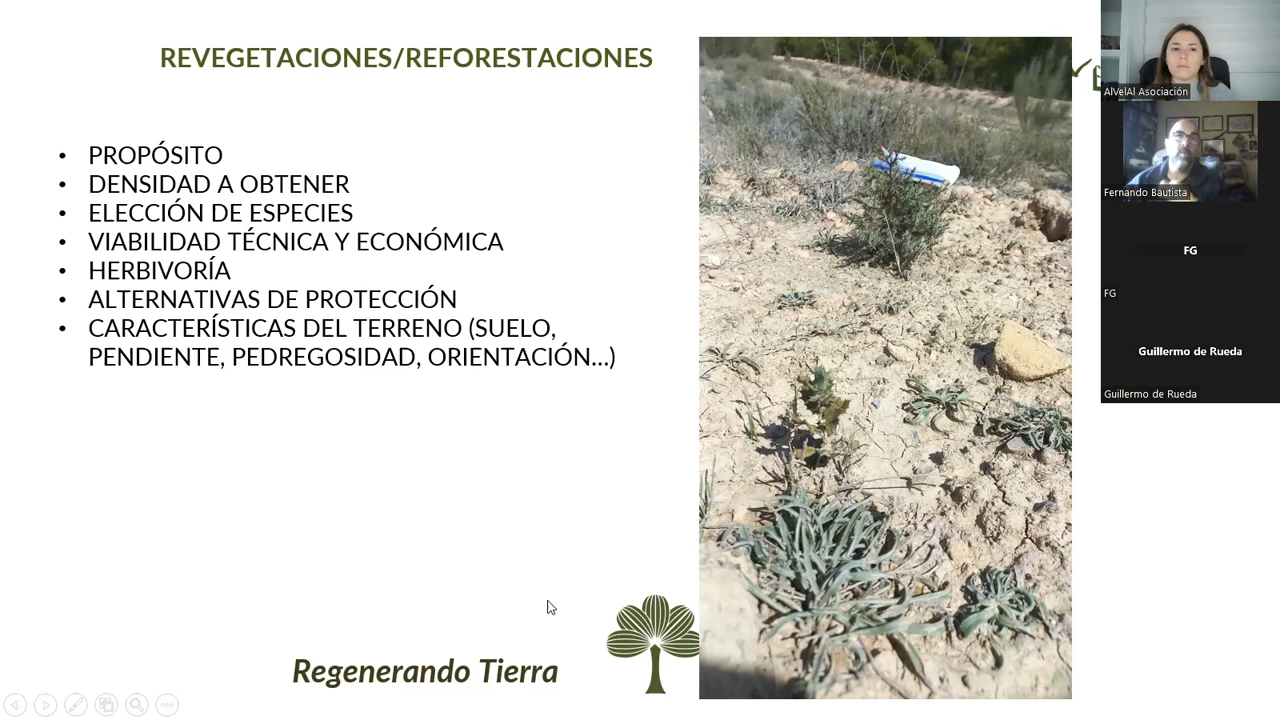 REVEGETACIONES/REFORESTACIONES
• PROPÓSITO
• DENSIDAD A OBTENER
• ELECCIÓN DE ESPECIES
• VIABILIDAD TÉCNICA Y ECONÓMICA
• HERBIVORÍA
• ALTERNATIVAS DE PROTECCIÓN
• CARACTERÍSTICAS DEL TERRENO (SUELO,
PENDIENTE, PEDREGOSIDAD, ORIENTACIÓN...)
Regenerando Tierra
AlVelAl Asociación
Fernando Bautista
FG
FG
Guillermo de Rueda
Guillermo de Rueda